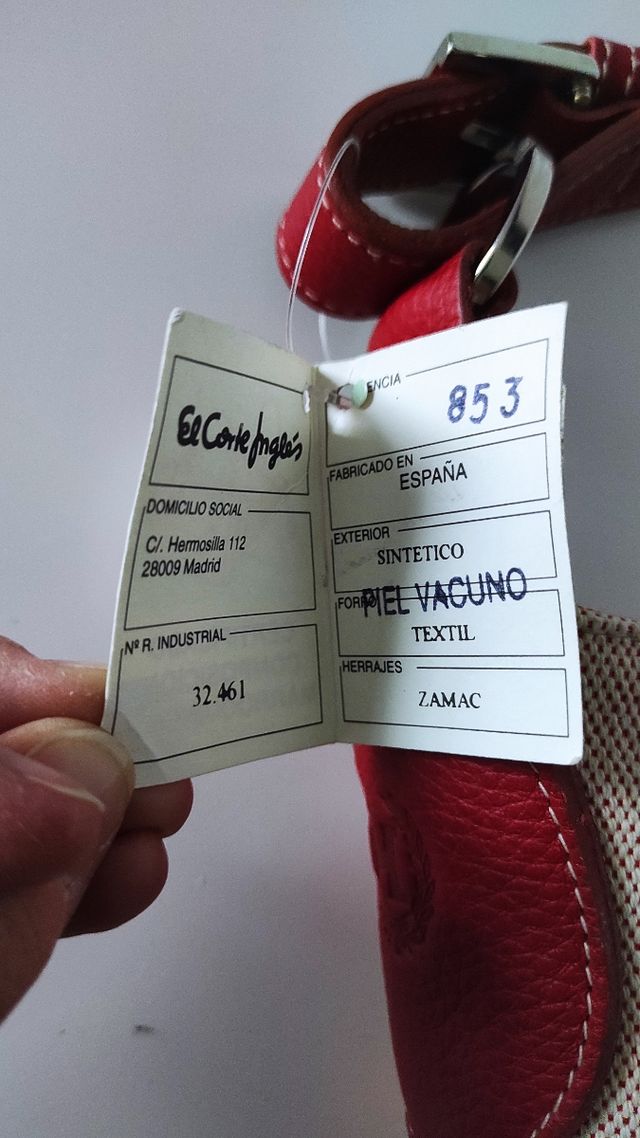 El Corte Inglés
DOMICILIO SOCIAL
C/. Hermosilla 112
28009 Madrid
Nº R. INDUSTRIAL
32.461
ENCIA
853
FABRICADO EN
ESPAÑA
EXTERIOR
SINTETICO
PIEL VACUNO
FORRO
TEXTIL
HERRAJES
ZAMAC